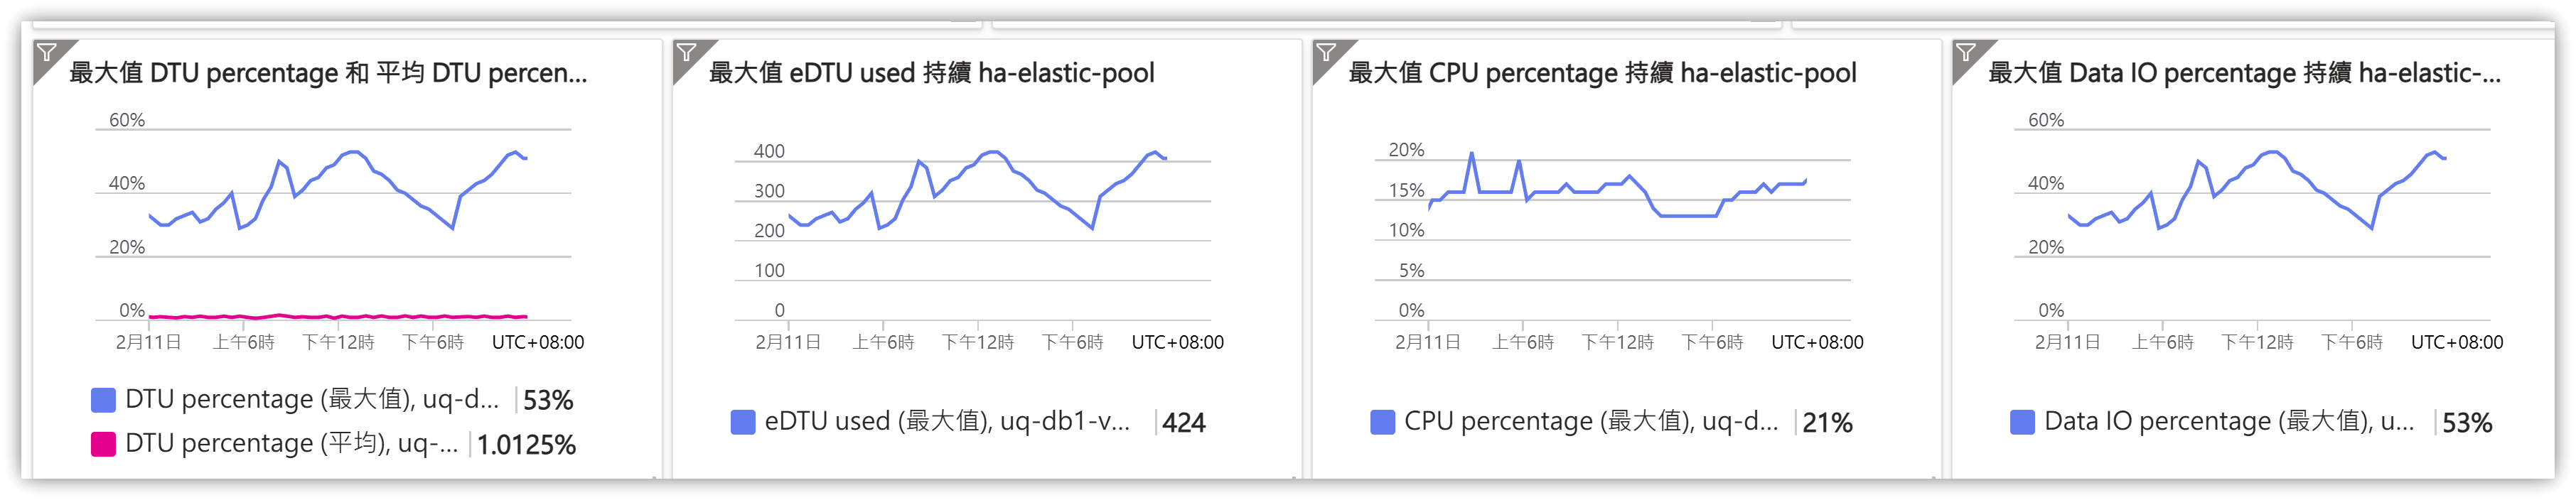 最大值 DTU percentage 和 平均 DTU percen...
60%
40%
20%
0%
2月11日 上午6時 下午12時 下午6時 UTC+08:00
DTU percentage (最大值), uq-d... 53%
DTU percentage (平均), uq-... 1.0125%
最大值 eDTU used 持續 ha-elastic-pool
400
300
200
100
0
2月11日 上午6時 下午12時 下午6時 UTC+08:00
eDTU used (最大值), uq-db1-v... 424
最大值 CPU percentage 持續 ha-elastic-pool
20%
15%
10%
5%
0%
2月11日 上午6時 下午12時 下午6時 UTC+08:00
CPU percentage (最大值), uq-d... 21%
最大值 Data IO percentage 持續 ha-elastic-...
60%
40%
20%
0%
2月11日 上午6時 下午12時 下午6時 UTC+08:00
Data IO percentage (最大值), u... 53%